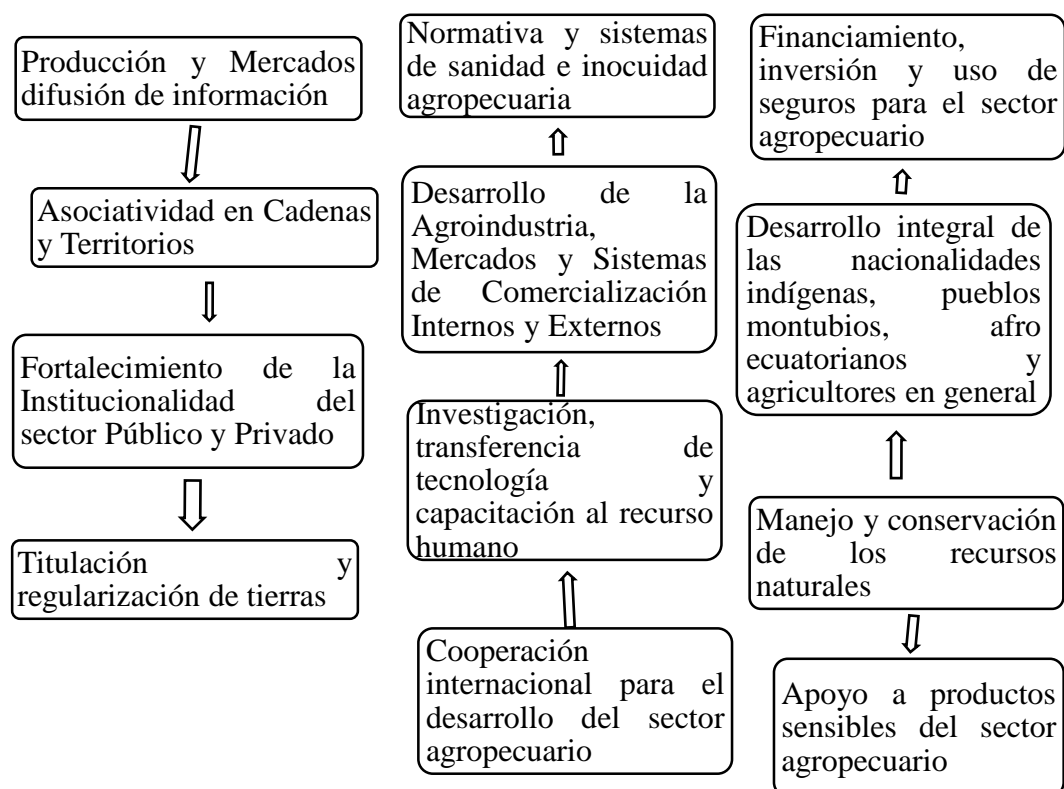 Producción y Mercados
difusión de información
Asociatividad en Cadenas
y Territorios
Fortalecimiento de la
Institucionalidad del
sector Público y Privado
Titulación y
regularización de tierras
Normativa y sistemas
de sanidad e inocuidad
agropecuaria
Desarrollo de la
Agroindustria,
Mercados y Sistemas
de Comercialización
Internos y Externos
Investigación,
transferencia de
tecnología y
capacitación al recurso
humano
Cooperación
internacional para el
desarrollo del sector
agropecuario
Financiamiento,
inversión y uso de
seguros para el sector
agropecuario
Desarrollo integral de
las nacionalidades
indígenas, pueblos
montubios, afro
ecuatorianos y
agricultores en general
Manejo y conservación
de los recursos
naturales
Apoyo a productos
sensibles del sector
agropecuario